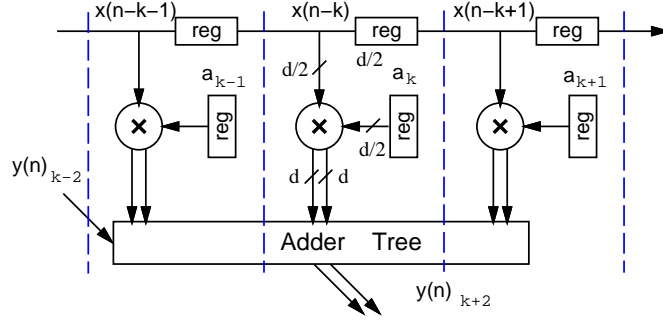 x(n-k-1) reg x(n-k) reg x(n-k+1) reg
d/2 d/2
a k-1 a k a k+1
× reg × reg × reg
d/2
y(n) k-2 d d
Adder Tree
y(n) k+2